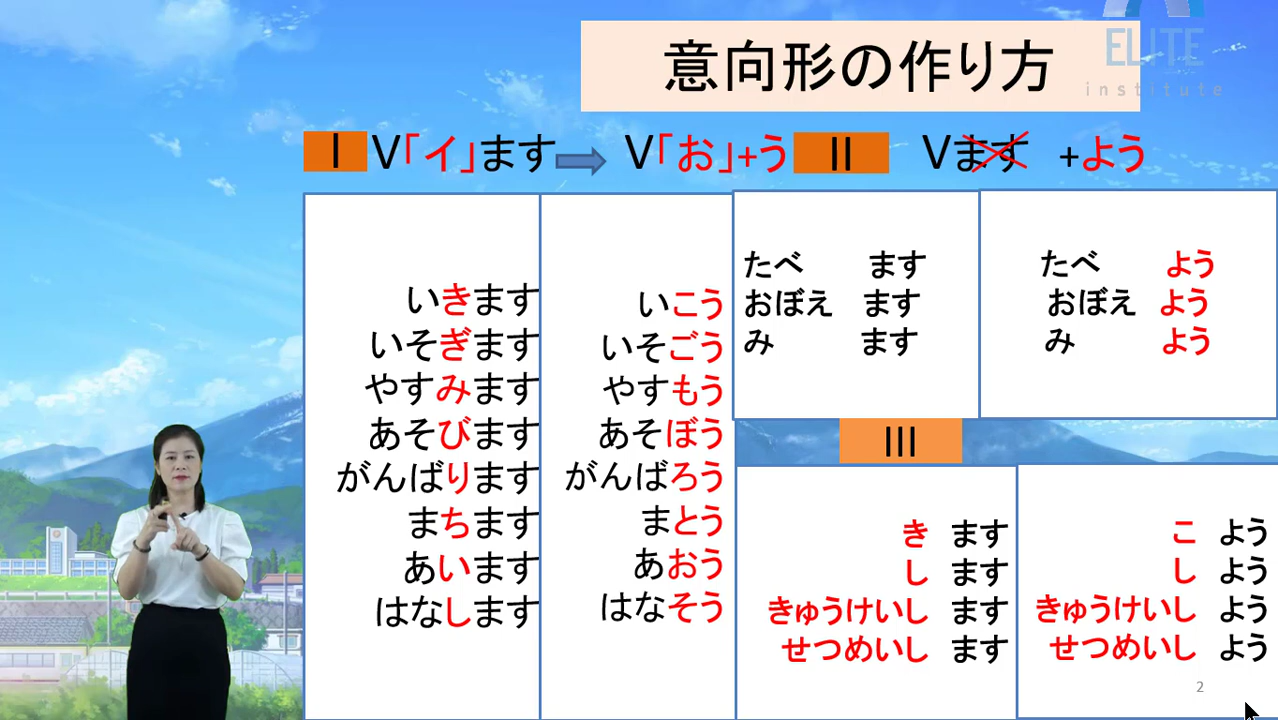 ELITE
institute
意向形の作り方
I V「イ」ます V「お」+う II Vます +よう
いきます
いそぎます
やすみます
あそびます
がんばります
まちます
あいます
はなします
いこう
いそごう
やすもう
あそぼう
がんばろう
まとう
あおう
はなそう
たべ ます
おぼえ ます
み ます
たべ よう
おぼえ よう
み よう
III
き ます
し ます
きゅうけいし ます
せつめいし ます
こ よう
し よう
きゅうけいし よう
せつめいし よう
2